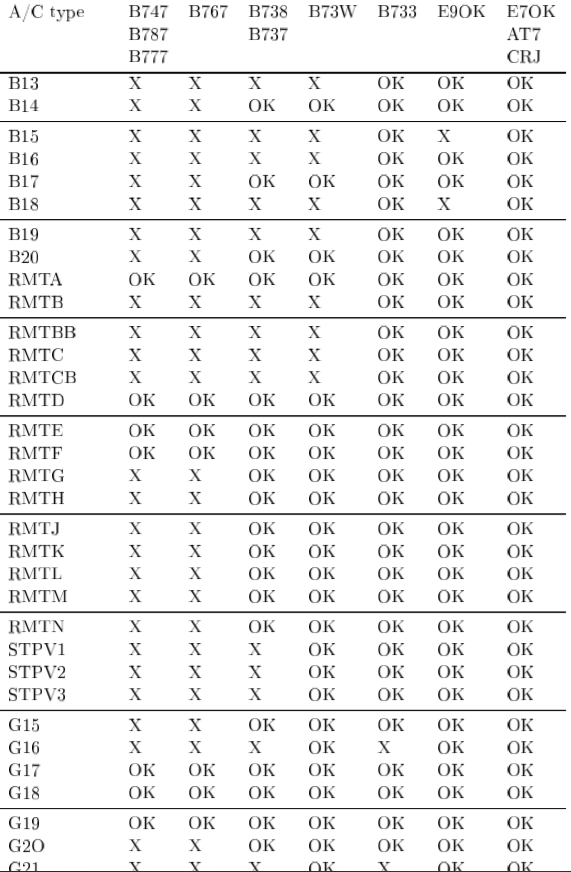 A/C type B747 B767 B738 B73W B733 E9OK E7OK
B787 B737 AT7
B777 CRJ
B13 X X X X OK OK OK
B14 X X OK OK OK OK OK
B15 X X X X OK X OK
B16 X X X X OK OK OK
B17 X X OK OK OK OK OK
B18 X X X X OK X OK
B19 X X X X OK OK OK
B20 X X OK OK OK OK OK
RMTA OK OK OK OK OK OK OK
RMTB X X X X OK OK OK
RMTBB X X X X OK OK OK
RMTC X X X X OK OK OK
RMTCB X X X X OK OK OK
RMTD OK OK OK OK OK OK OK
RMTE OK OK OK OK OK OK OK
RMTF OK OK OK OK OK OK OK
RMTG X X OK OK OK OK OK
RMTH X X OK OK OK OK OK
RMTJ X X OK OK OK OK OK
RMTK X X OK OK OK OK OK
RMTL X X OK OK OK OK OK
RMTM X X OK OK OK OK OK
RMTN X X OK OK OK OK OK
STPV1 X X X OK OK OK OK
STPV2 X X X OK OK OK OK
STPV3 X X X OK OK OK OK
G15 X X OK OK OK OK OK
G16 X X X OK X OK OK
G17 OK OK OK OK OK OK OK
G18 OK OK OK OK OK OK OK
G19 OK OK OK OK OK OK OK
G2O X X OK OK OK OK OK
G21 X X X OK X OK OK